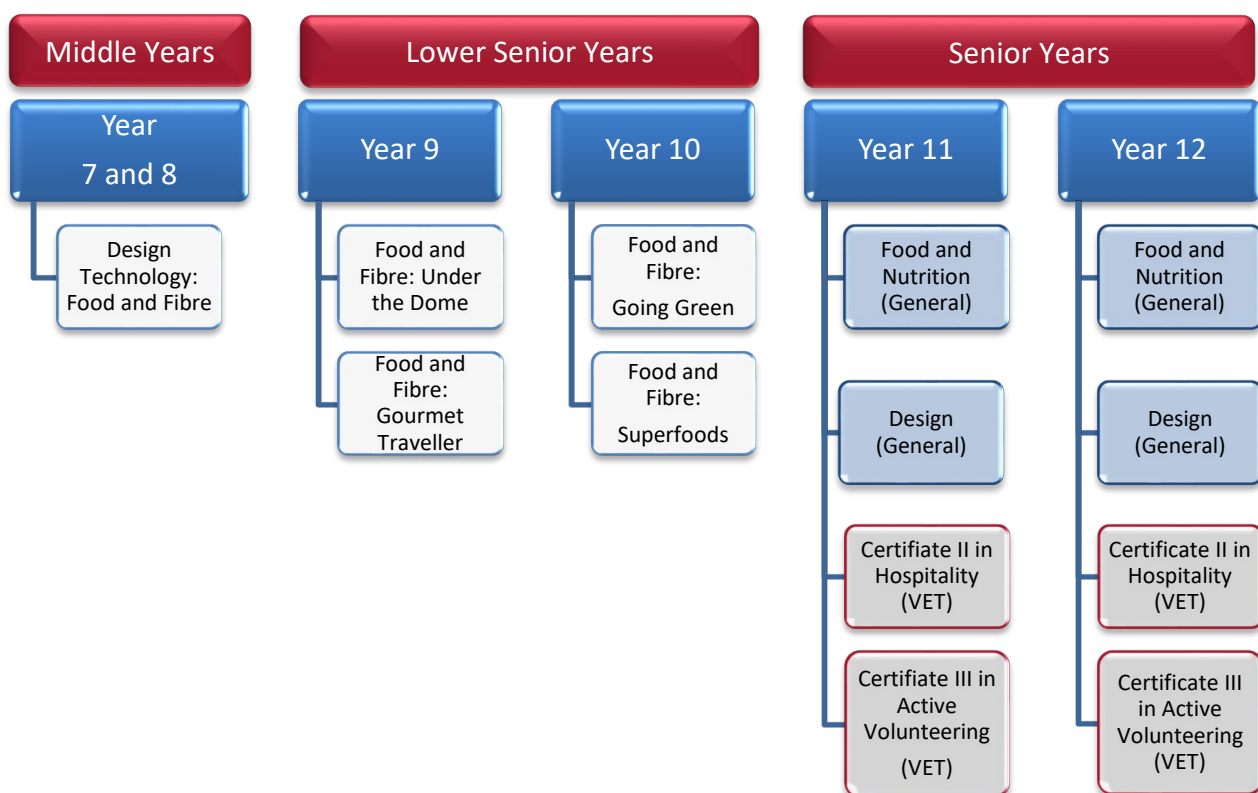 Middle Years
Lower Senior Years
Senior Years
Year
7 and 8
Year 9
Year 10
Year 11
Year 12
Design
Technology:
Food and Fibre
Food and
Fibre: Under
the Dome
Food and
Fibre:
Gourmet
Traveller
Food and
Fibre:
Going Green
Food and
Fibre:
Superfoods
Food and
Nutrition
(General)
Design
(General)
Certifiate II in
Hospitality
(VET)
Certifiate III in
Active
Volunteering
(VET)
Food and
Nutrition
(General)
Design
(General)
Certificate II in
Hospitality
(VET)
Certificate III
in Active
Volunteering
(VET)